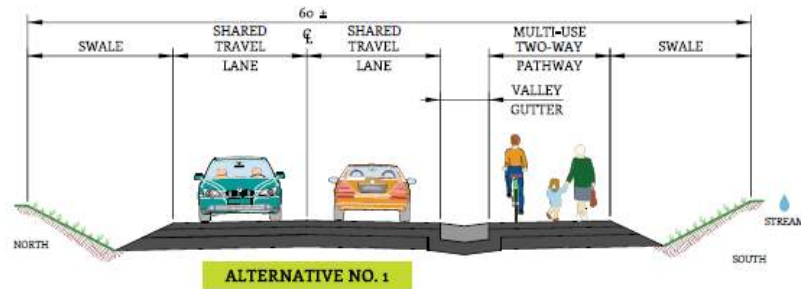 60 ±
℄
SWALE
SHARED
TRAVEL
LANE
SHARED
TRAVEL
LANE
MULTI-USE
TWO-WAY
PATHWAY
SWALE
VALLEY
GUTTER
NORTH
STREAM
SOUTH
ALTERNATIVE NO. 1